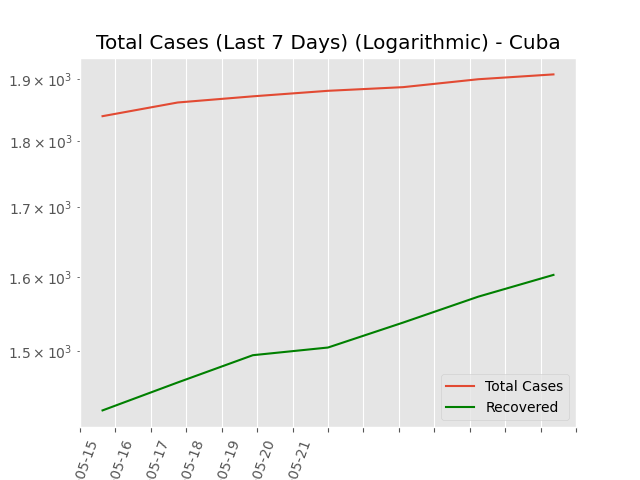 Total Cases (Last 7 Days) (Logarithmic) - Cuba
1.9 × 10³
1.8 × 10³
1.7 × 10³
1.6 × 10³
1.5 × 10³
Total Cases
Recovered
05-15
05-16
05-17
05-18
05-19
05-20
05-21